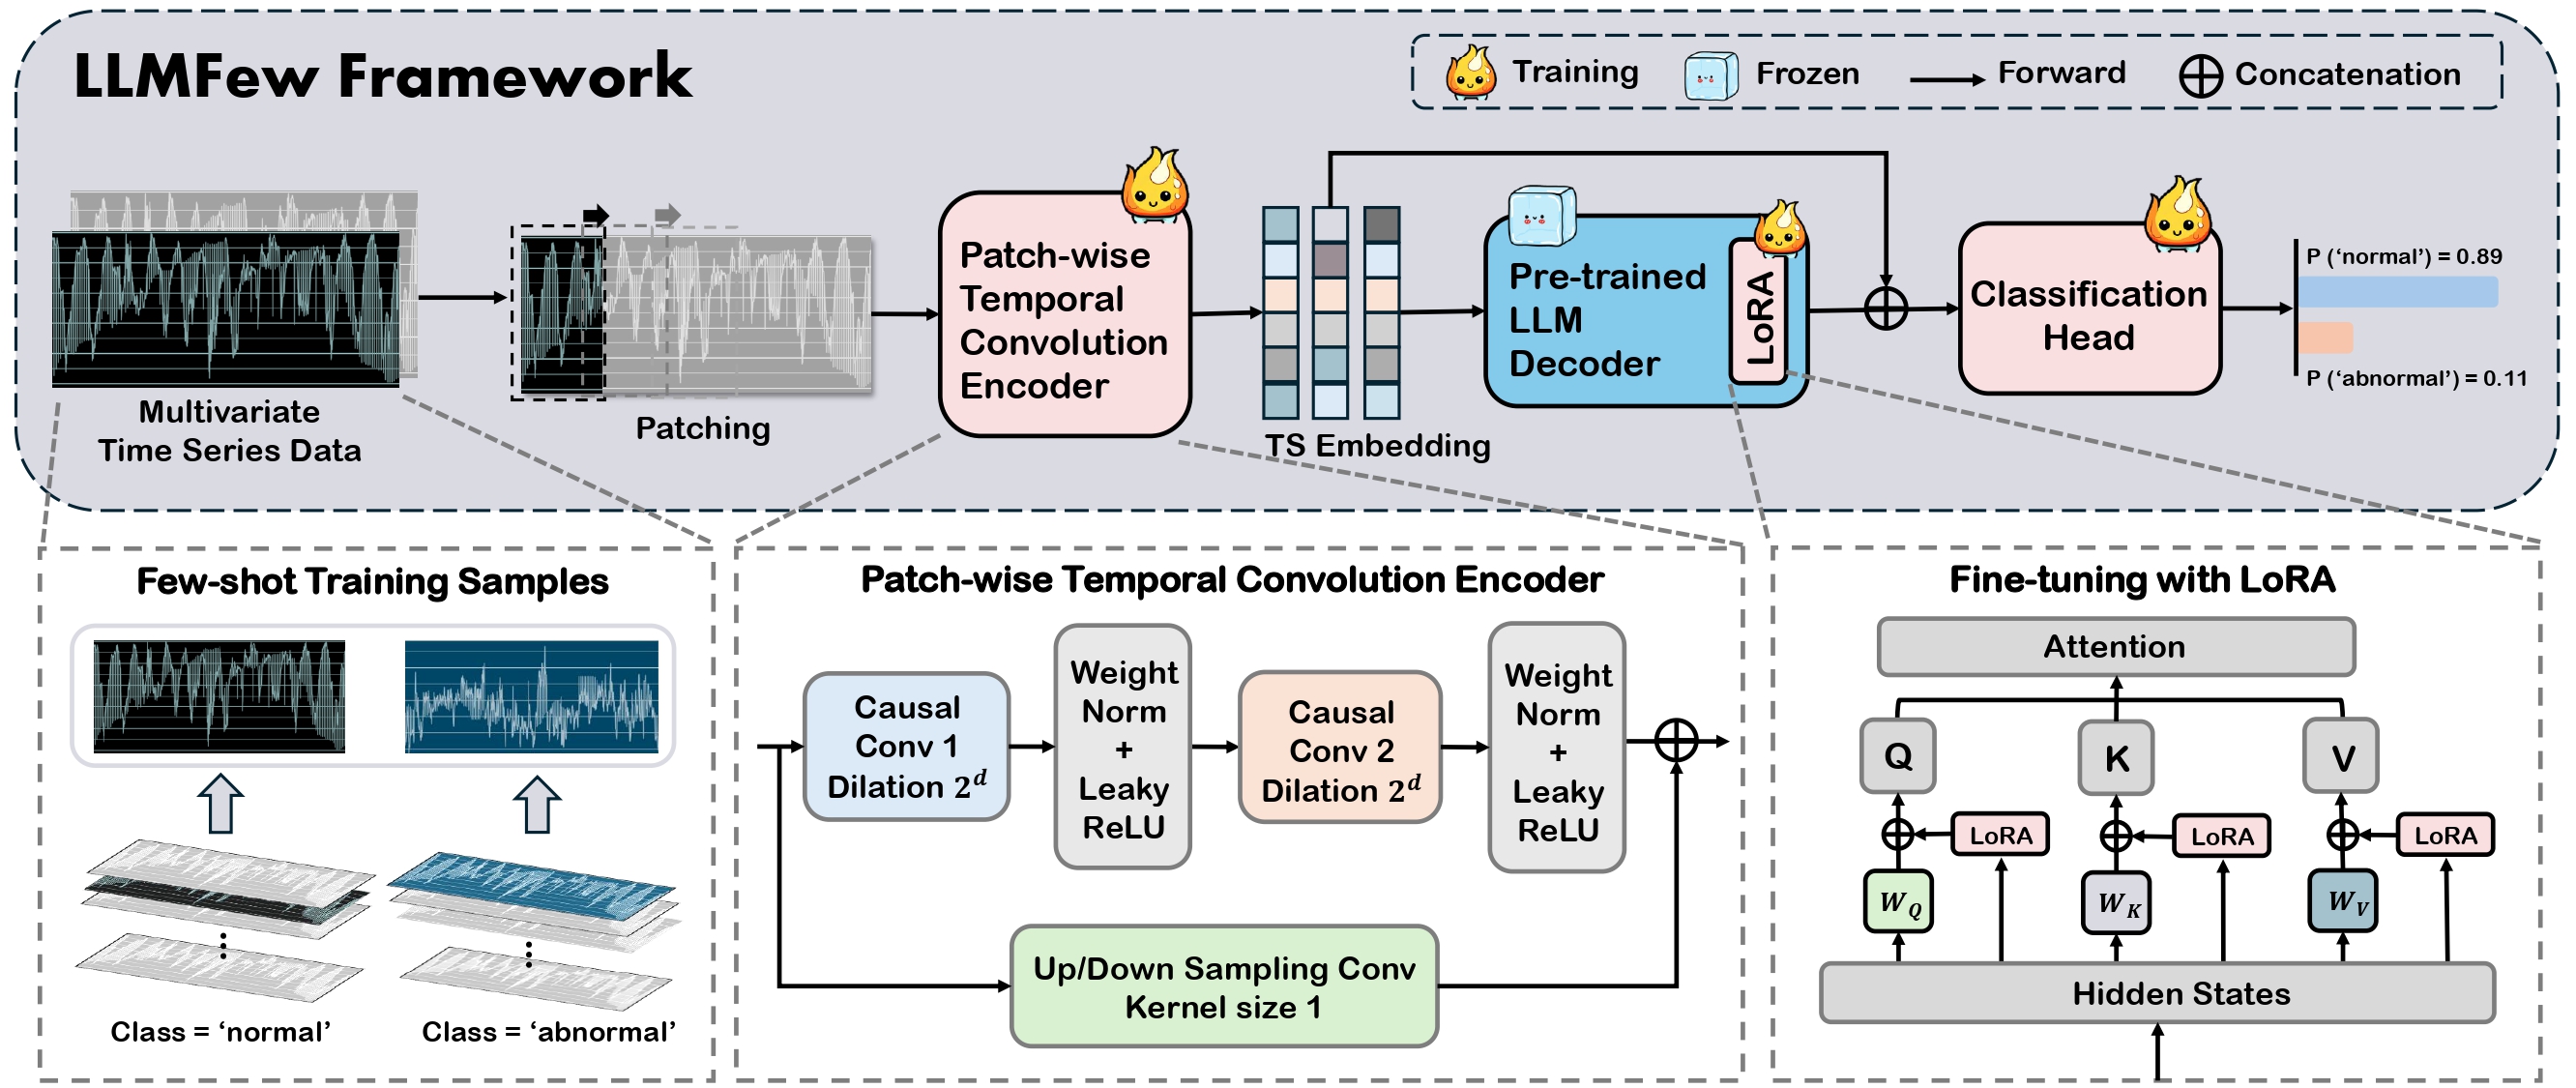 LLMFew Framework
Training
Frozen
Forward
Concatenation
Multivariate
Time Series Data
Patching
Patch-wise
Temporal
Convolution
Encoder
TS Embedding
Pre-trained
LLM
Decoder
LoRA
Classification
Head
P (‘normal’) = 0.89
P (‘abnormal’) = 0.11
Few-shot Training Samples
Class = ‘normal’
Class = ‘abnormal’
Patch-wise Temporal Convolution Encoder
Causal
Conv 1
Dilation 2^d
Weight
Norm
+
Leaky
ReLU
Causal
Conv 2
Dilation 2^d
Weight
Norm
+
Leaky
ReLU
Up/Down Sampling Conv
Kernel size 1
Fine-tuning with LoRA
Attention
Q
K
V
LoRA
LoRA
LoRA
W_Q
W_K
W_V
Hidden States